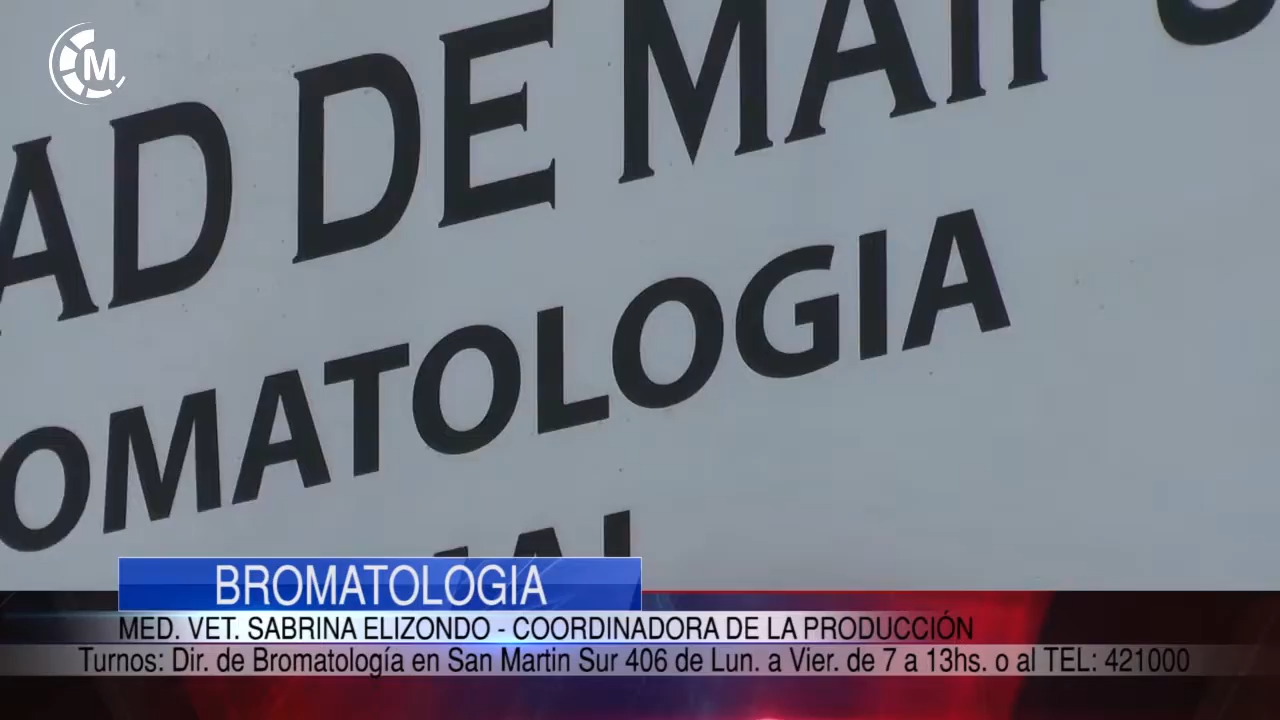 M
AD DE MAIPU
OMATOLOGIA
BROMATOLOGIA
MED. VET. SABRINA ELIZONDO - COORDINADORA DE LA PRODUCCIÓN
Turnos: Dir. de Bromatología en San Martin Sur 406 de Lun. a Vier. de 7 a 13hs. o al TEL: 421000